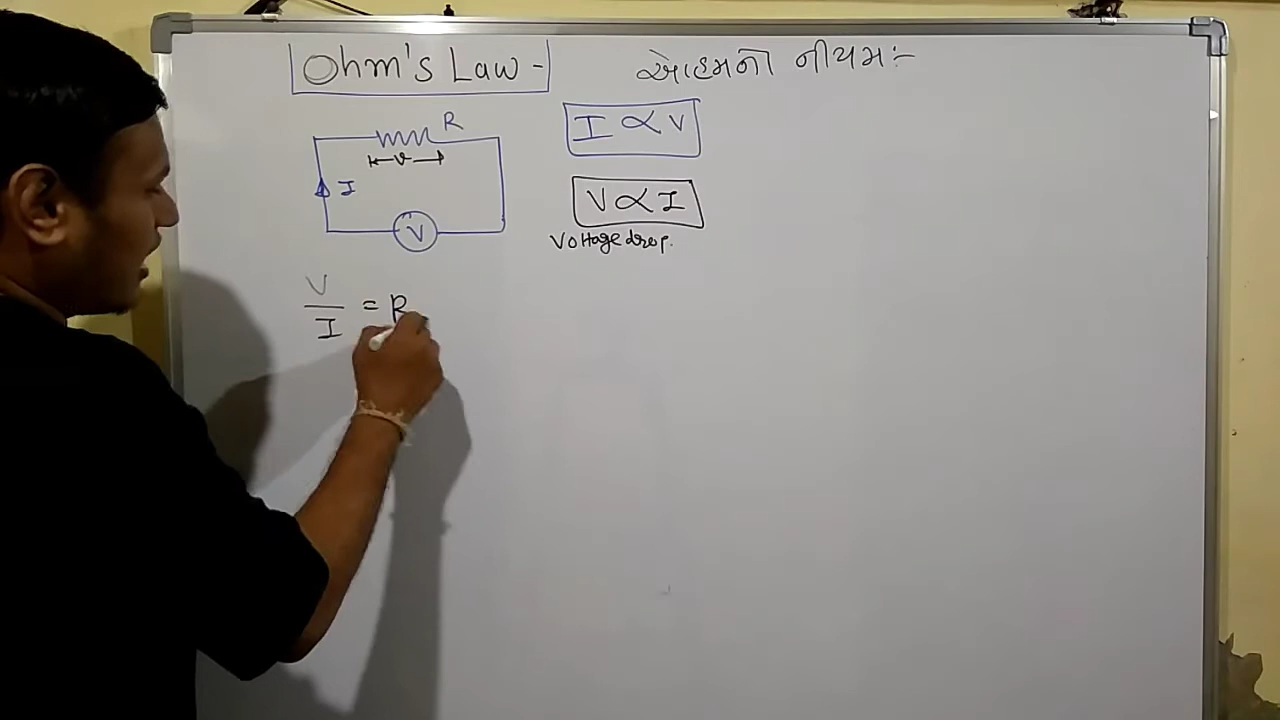 Ohm's Law -
ઓહમનો નીયમ:-
R
V
I
V
I ∝ V
V ∝ I
Voltage drop.
V
I
= R